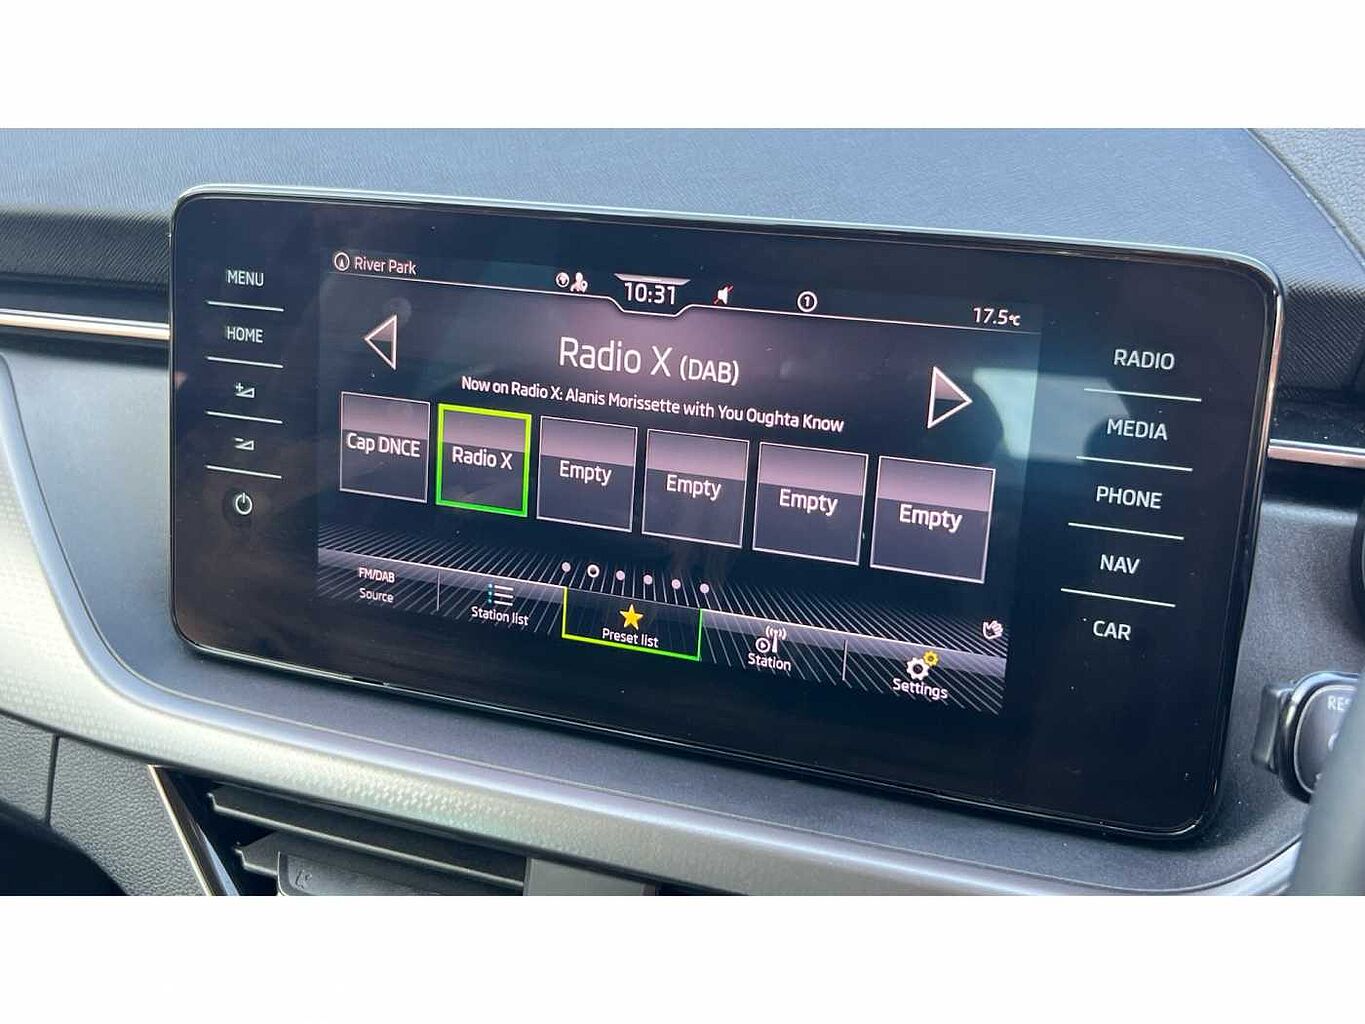 MENU
HOME
River Park
10:31
1
17.5°C
Radio X (DAB)
Now on Radio X: Alanis Morissette with You Oughta Know
Cap DNCE
Radio X
Empty
Empty
Empty
Empty
FM/DAB
Source
Station list
Preset list
Station
Settings
RADIO
MEDIA
PHONE
NAV
CAR